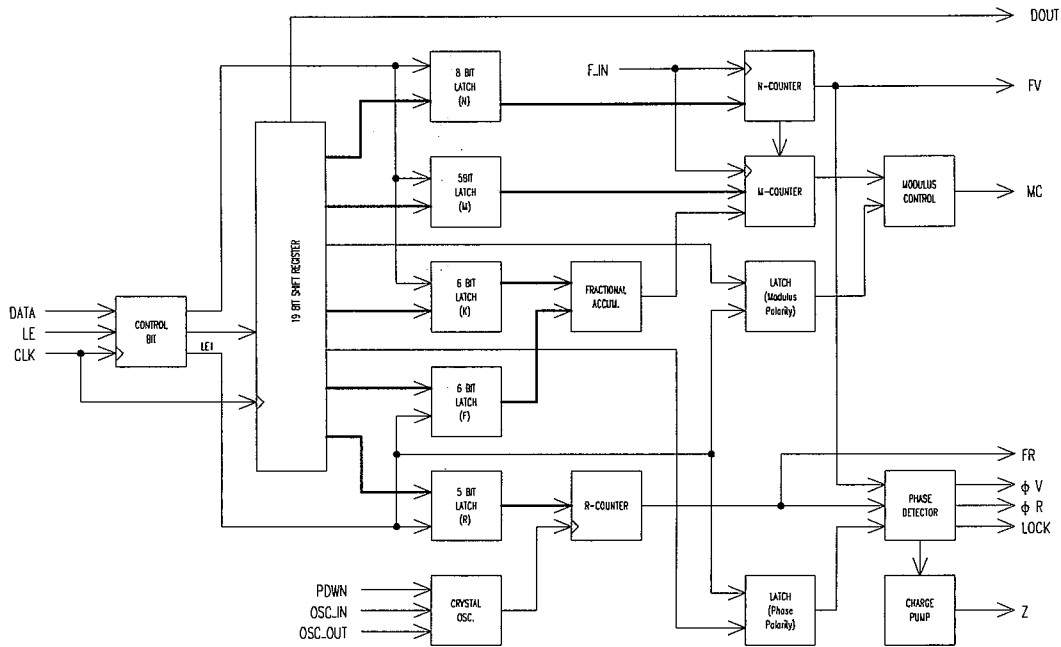 DOUT
8 BIT
LATCH
(N)
F_IN
N-COUNTER
FV
19 BIT SHIFT REGISTER
5BIT
LATCH
(M)
M-COUNTER
MODULUS
CONTROL
MC
6 BIT
LATCH
(K)
FRACTIONAL
ACCUM.
LATCH
(Modulus
Polarity)
DATA
LE
CLK
CONTROL
BIT
LE1
6 BIT
LATCH
(F)
FR
5 BIT
LATCH
(R)
R-COUNTER
PHASE
DETECTOR
ϕ V
ϕ R
LOCK
PDWN
OSC_IN
OSC_OUT
CRYSTAL
OSC.
LATCH
(Phase
Polarity)
CHARGE
PUMP
Z